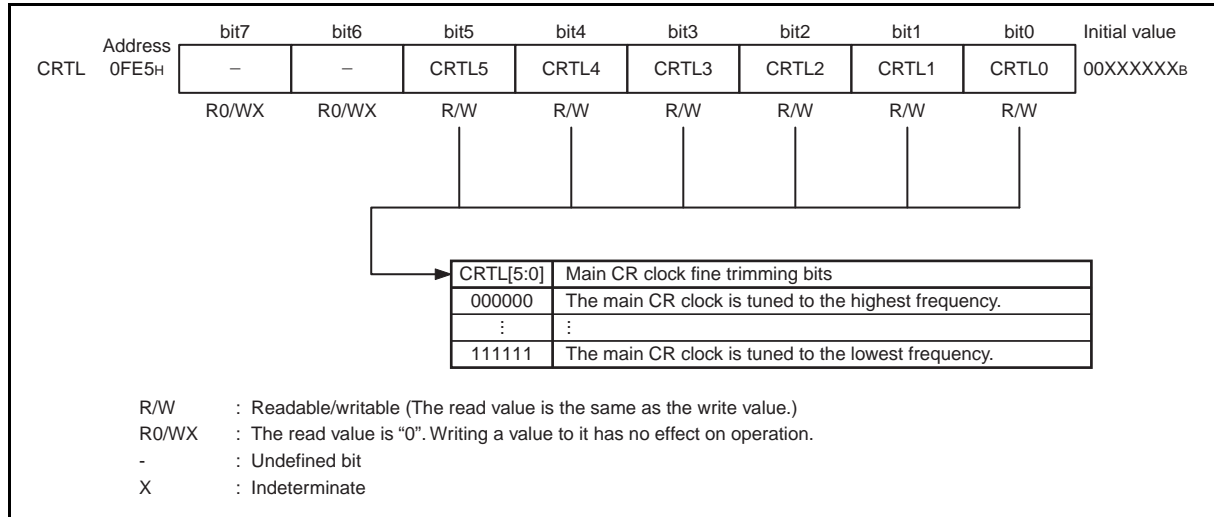 bit7 bit6 bit5 bit4 bit3 bit2 bit1 bit0 Initial value
Address
CRTL 0FE5H – – CRTL5 CRTL4 CRTL3 CRTL2 CRTL1 CRTL0 00XXXXXXB
R0/WX R0/WX R/W R/W R/W R/W R/W R/W
CRTL[5:0] Main CR clock fine trimming bits
000000 The main CR clock is tuned to the highest frequency.
⋮ ⋮
111111 The main CR clock is tuned to the lowest frequency.
R/W : Readable/writable (The read value is the same as the write value.)
R0/WX : The read value is “0”. Writing a value to it has no effect on operation.
- : Undefined bit
X : Indeterminate